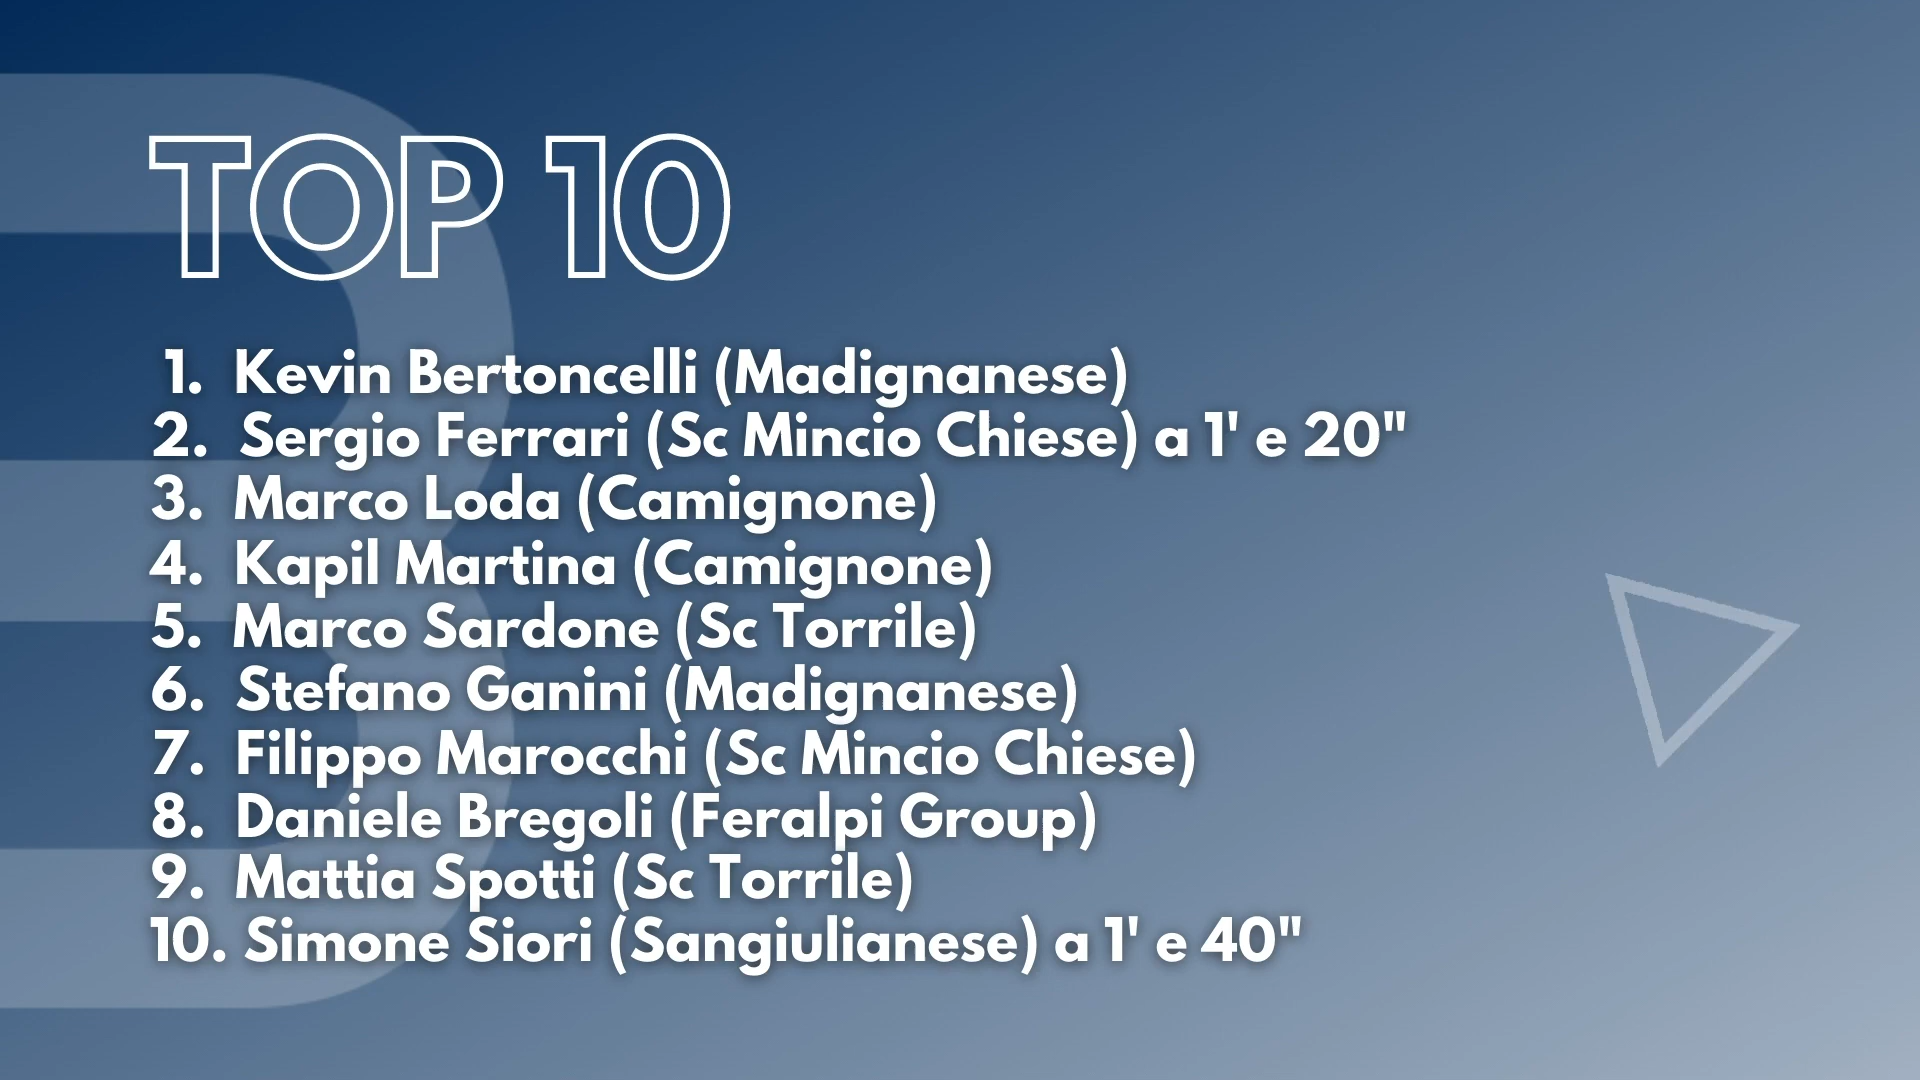 TOP 10
1. Kevin Bertoncelli (Madignanese)
2. Sergio Ferrari (Sc Mincio Chiese) a 1' e 20"
3. Marco Loda (Camignone)
4. Kapil Martina (Camignone)
5. Marco Sardone (Sc Torrile)
6. Stefano Ganini (Madignanese)
7. Filippo Marocchi (Sc Mincio Chiese)
8. Daniele Bregoli (Feralpi Group)
9. Mattia Spotti (Sc Torrile)
10. Simone Siori (Sangiulianese) a 1' e 40"